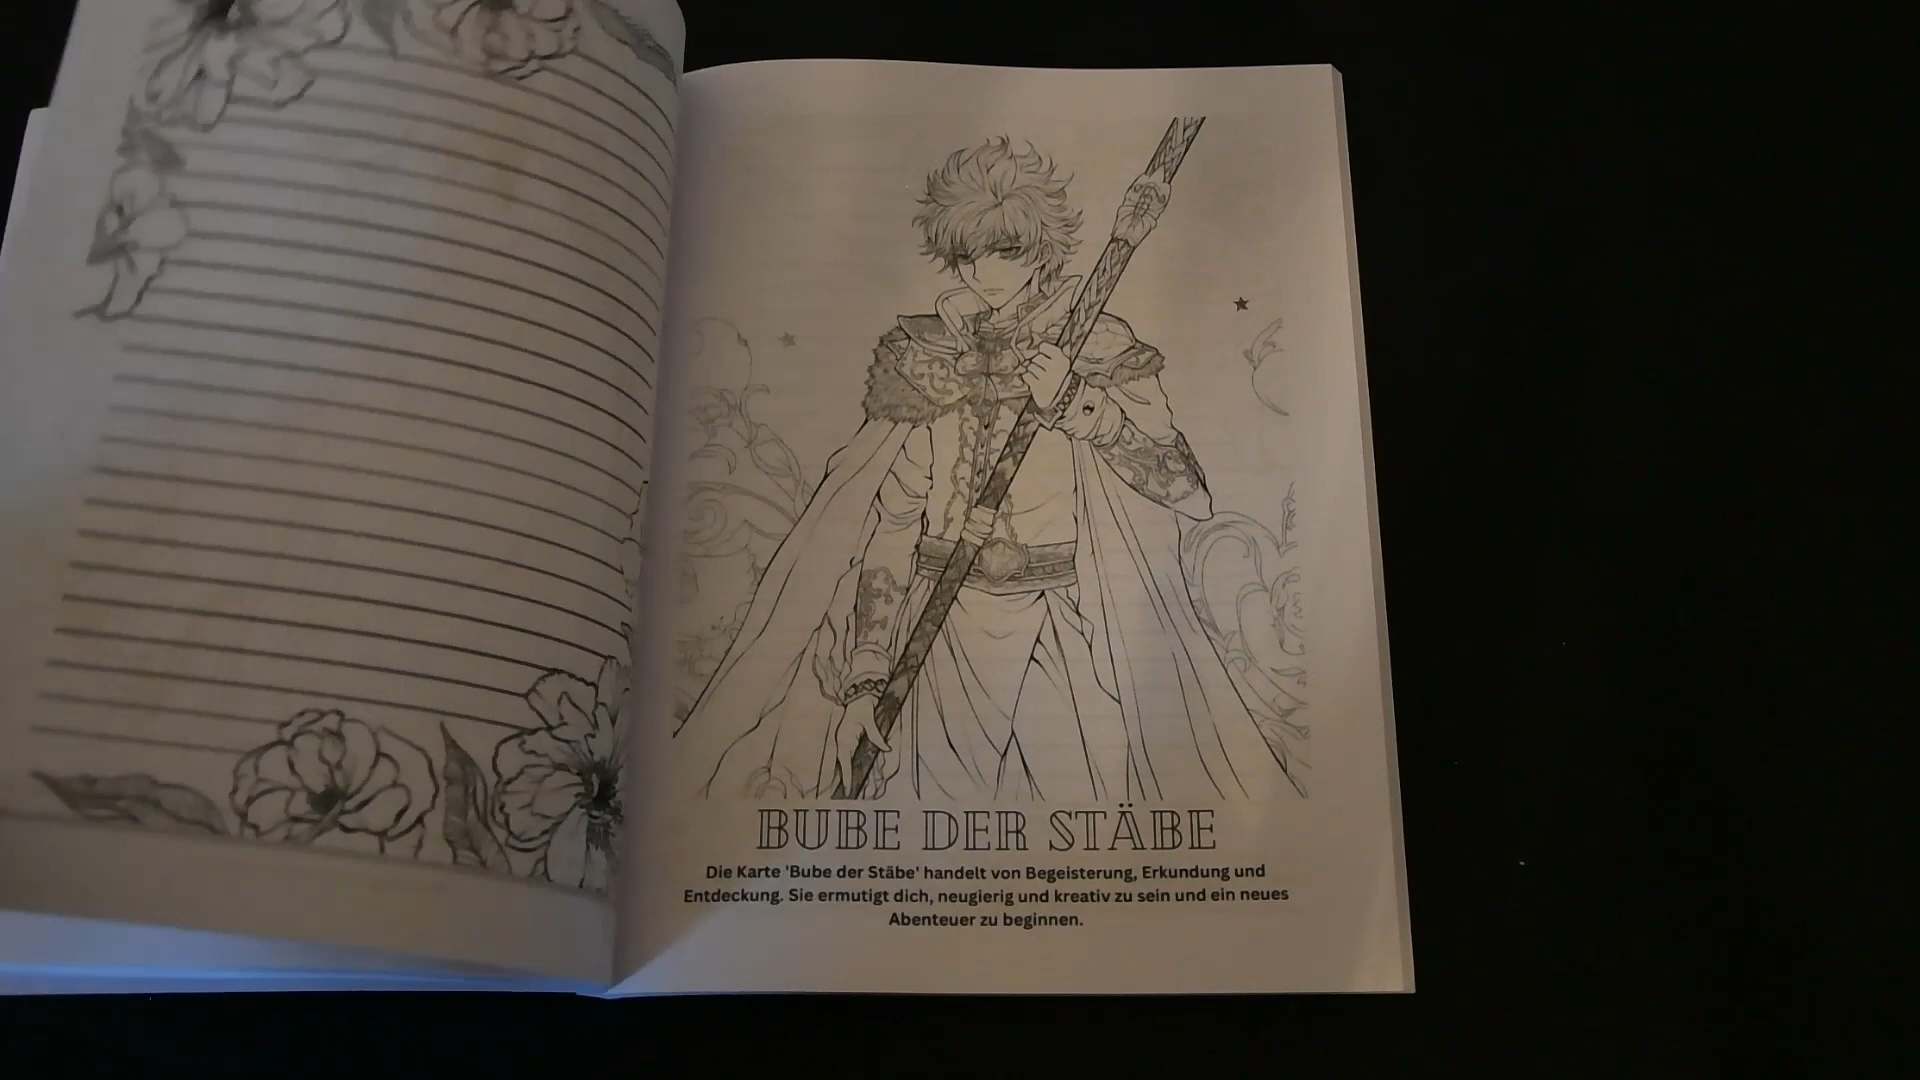 BUBE DER STÄBE
Die Karte 'Bube der Stäbe' handelt von Begeisterung, Erkundung und
Entdeckung. Sie ermutigt dich, neugierig und kreativ zu sein und ein neues
Abenteuer zu beginnen.